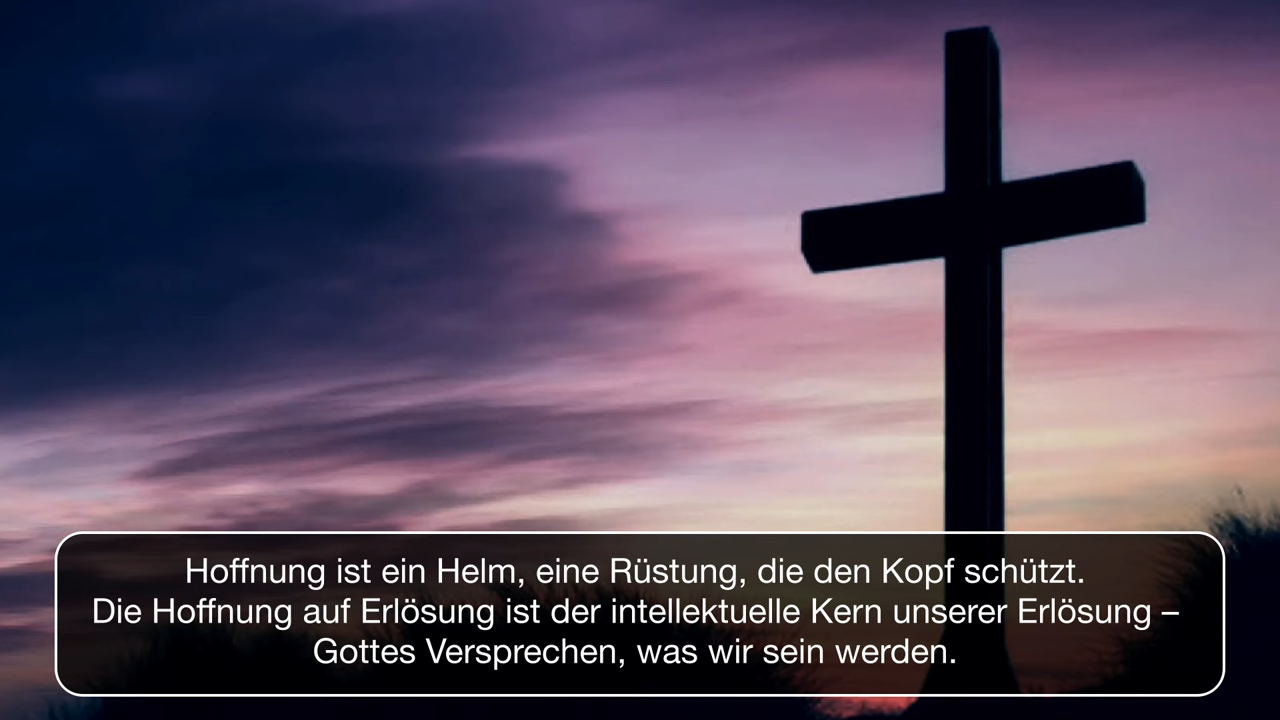 Hoffnung ist ein Helm, eine Rüstung, die den Kopf schützt.
Die Hoffnung auf Erlösung ist der intellektuelle Kern unserer Erlösung –
Gottes Versprechen, was wir sein werden.